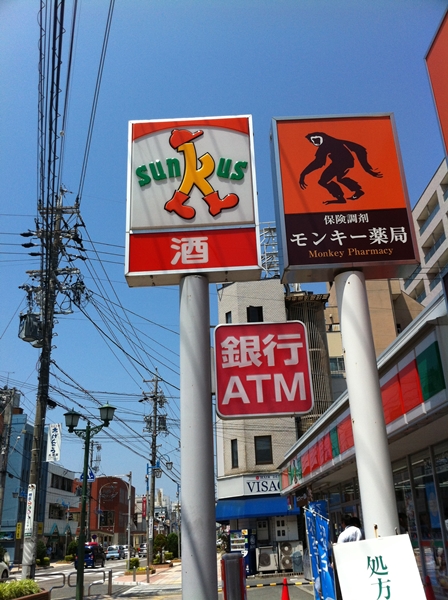 sunkus
酒
保険調剤
モンキー薬局
Monkey Pharmacy
銀行
ATM
VISAGE
処方